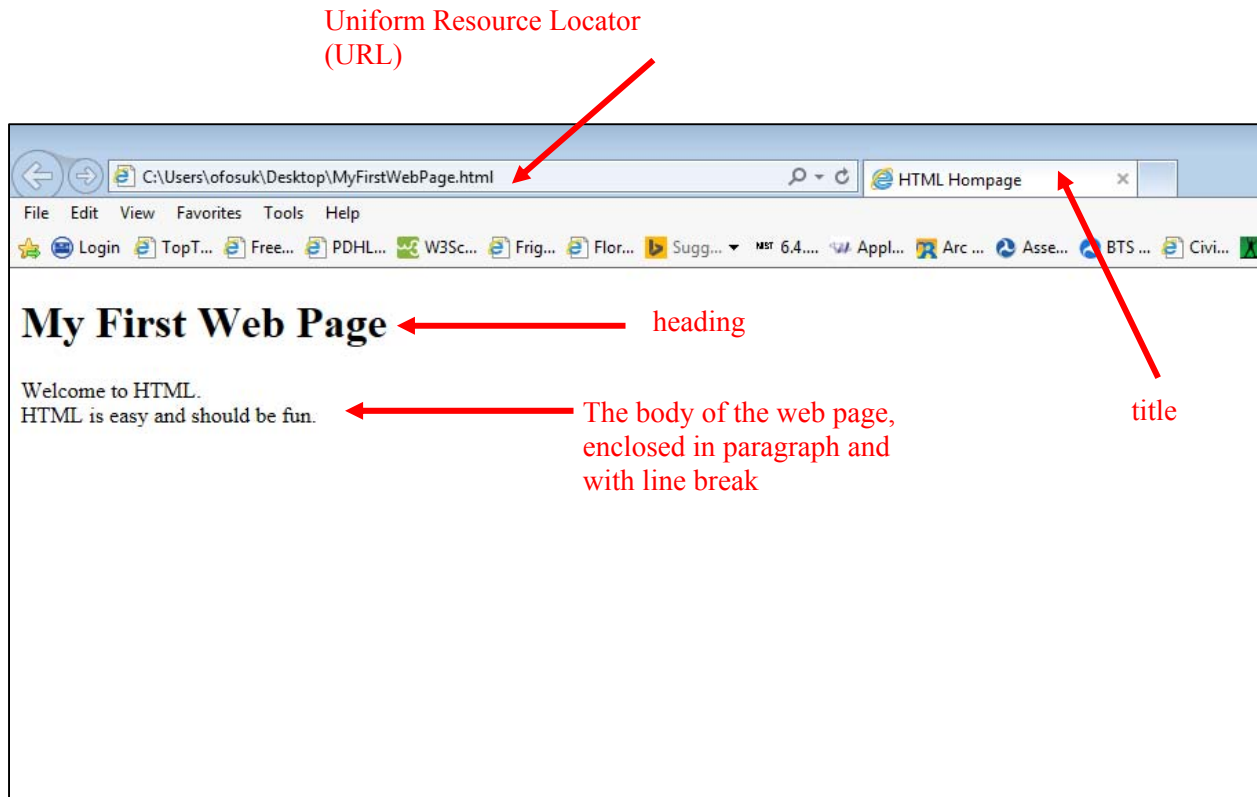 Uniform Resource Locator
(URL)
C:\Users\ofosuk\Desktop\MyFirstWebPage.html
HTML Hompage
File Edit View Favorites Tools Help
Login TopT... Free... PDHL... W3Sc... Frig... Flor... Sugg... NIST 6.4.... Appl... Arc ... Asse... BTS ... Civi...
My First Web Page
heading
Welcome to HTML.
HTML is easy and should be fun.
The body of the web page,
enclosed in paragraph and
with line break
title